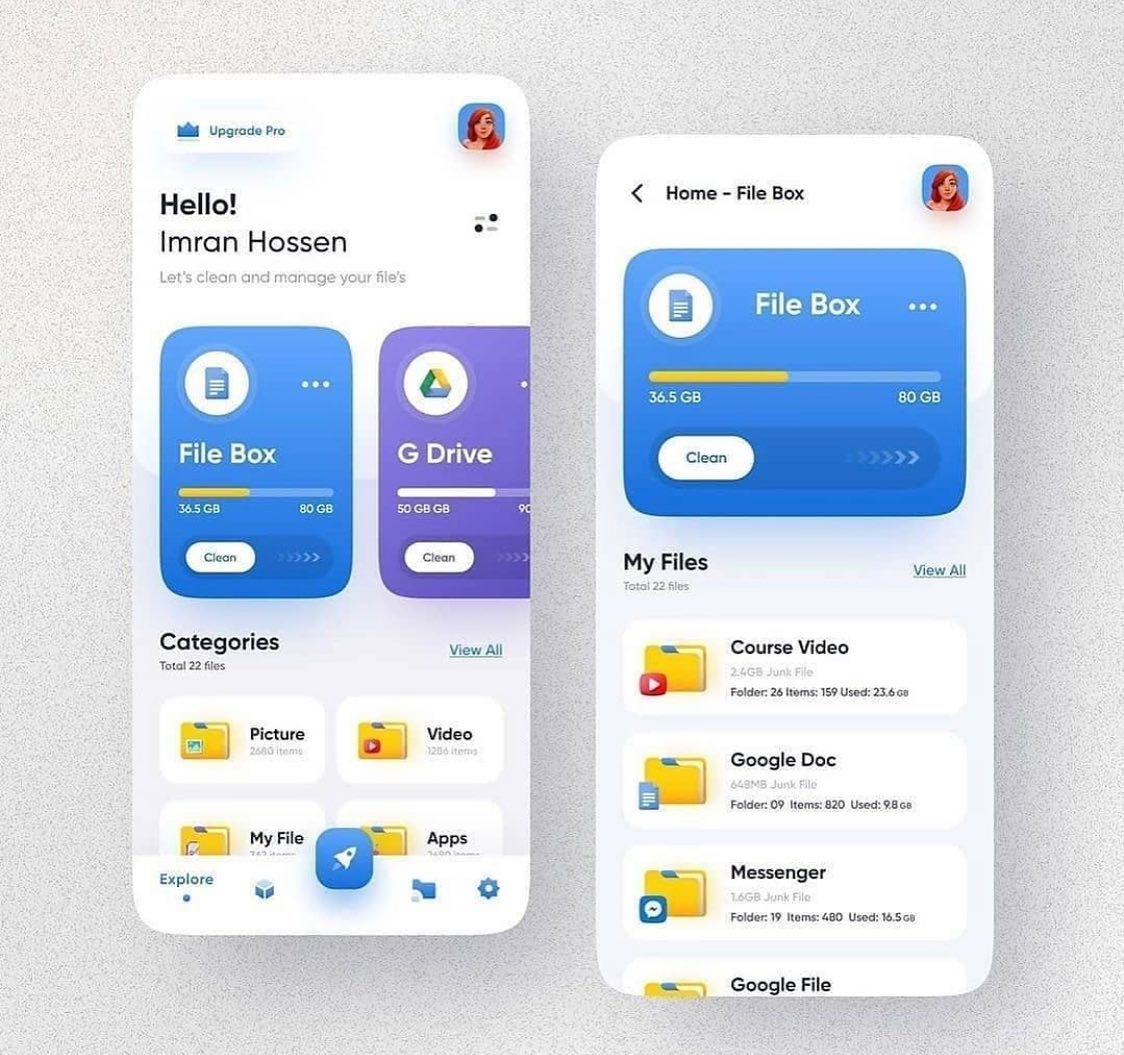 Upgrade Pro
Hello!
Imran Hossen
Let's clean and manage your file's
File Box
36.5 GB 80 GB
Clean
G Drive
50 GB GB 90
Clean
Categories
Total 22 files
View All
Picture
2680 items
Video
1286 items
My File
Apps
Explore
Home - File Box
File Box
36.5 GB 80 GB
Clean
My Files
Total 22 files
View All
Course Video
2.4GB Junk File
Folder: 26 Items: 159 Used: 23.6 GB
Google Doc
648MB Junk File
Folder: 09 Items: 820 Used: 9.8 GB
Messenger
1.6GB Junk File
Folder: 19 Items: 480 Used: 16.5 GB
Google File